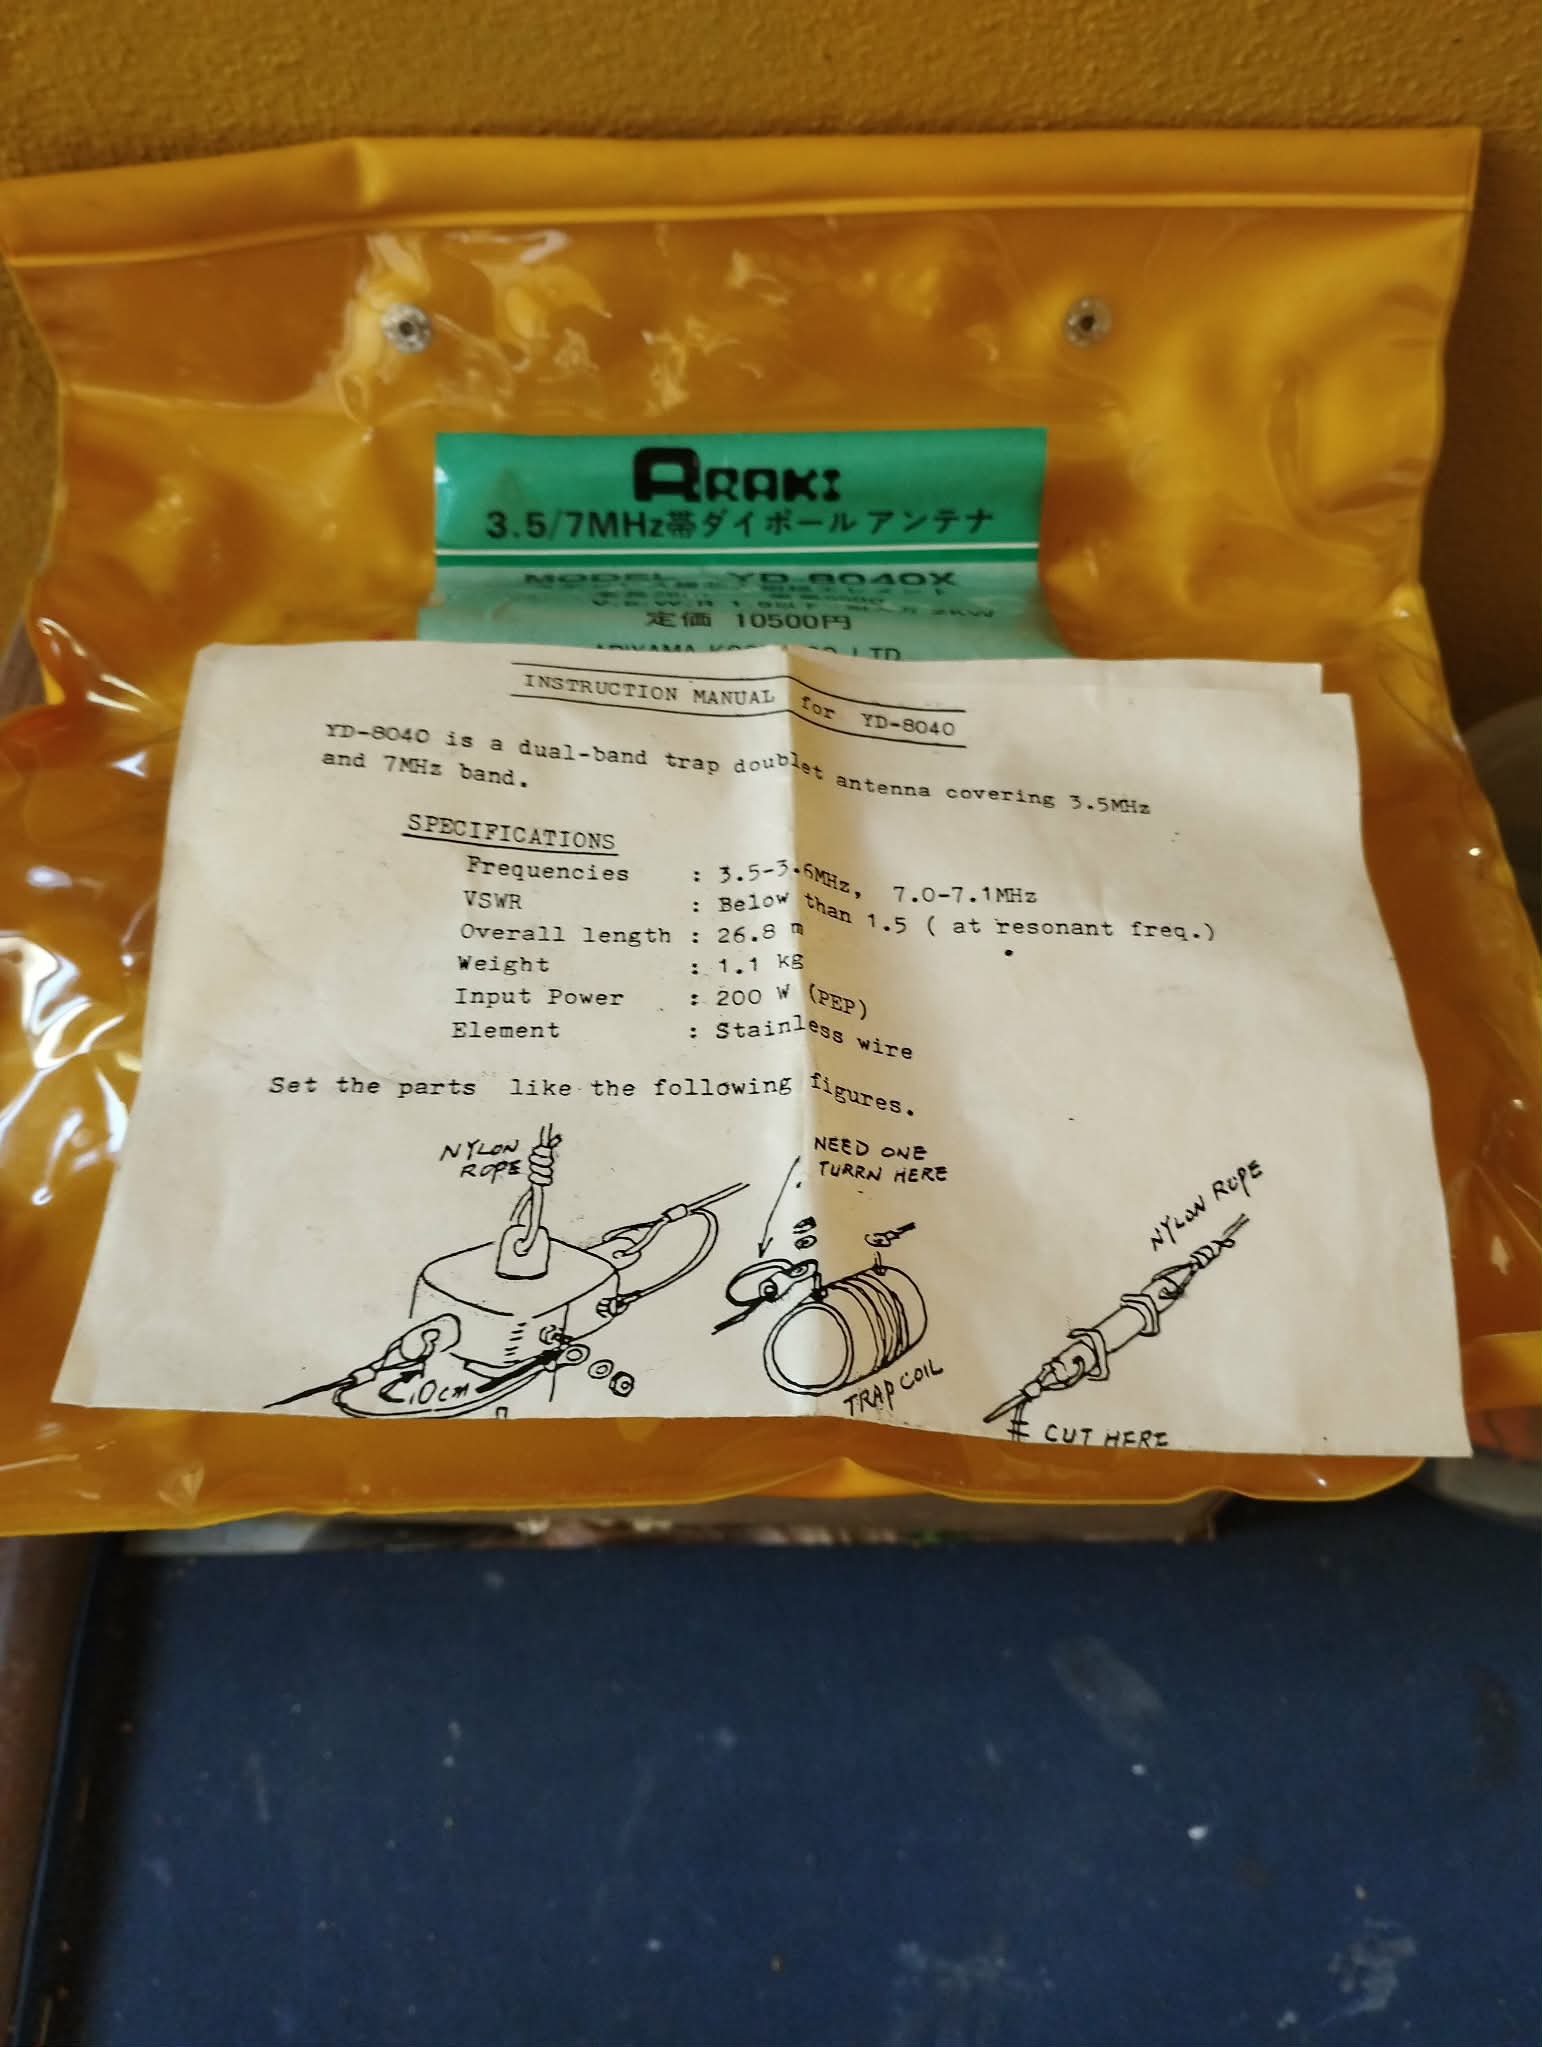 ARAKI
3.5/7MHz帯ダイポールアンテナ
MODEL YD-8040X
V.S.W.R 2KW
定価 10500円
LTD
INSTRUCTION MANUAL for YD-8040
YD-8040 is a dual-band trap doublet antenna covering 3.5MHz
and 7MHz band.
SPECIFICATIONS
Frequencies : 3.5-3.6MHz, 7.0-7.1MHz
VSWR : Below than 1.5 ( at resonant freq.)
Overall length : 26.8 m
Weight : 1.1 kg
Input Power : 200 W (PEP)
Element : Stainless wire
Set the parts like the following figures.
NYLON
ROPE
NEED ONE
TURRN HERE
NYLON ROPE
TRAP COIL
CUT HERE